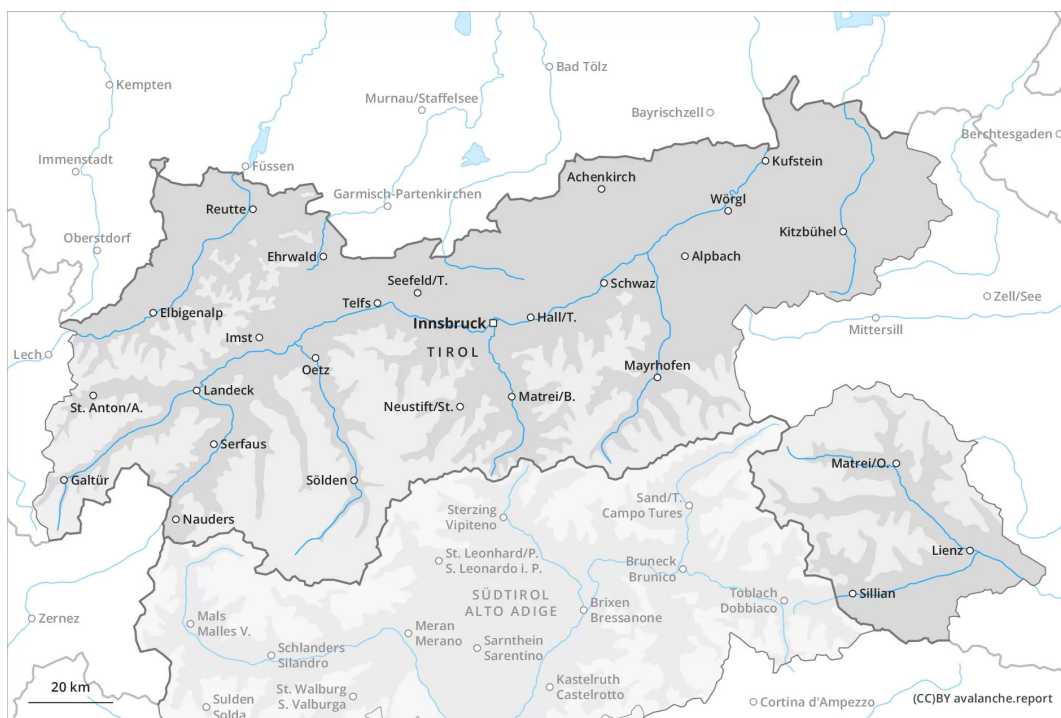 Kempten
Bad Tölz
Murnau/Staffelsee
Bayrischzell
Berchtesgaden
Immenstadt
Füssen
Kufstein
Achenkirch
Garmisch-Partenkirchen
Reutte
Wörgl
Oberstdorf
Kitzbühel
Ehrwald
Alpbach
Seefeld/T.
Schwaz
Zell/See
Telfs
Elbigenalp
Innsbruck
Hall/T.
Mittersill
Imst
TIROL
Lech
Oetz
Mayrhofen
Landeck
St. Anton/A.
Neustift/St.
Matrei/B.
Serfaus
Matrei/O.
Galtür
Sölden
Sand/T.
Campo Tures
Sterzing
Vipiteno
Nauders
St. Leonhard/P.
S. Leonardo i. P.
Lienz
Bruneck
Brunico
SÜDTIROL
ALTO ADIGE
Toblach
Dobbiaco
Sillian
Brixen
Bressanone
Zernez
Mals
Malles V.
Meran
Merano
Sarnthein
Sarentino
Schlanders
Silandro
20 km
St. Walburg
S. Valburga
Kastelruth
Castelrotto
Sulden
Solda
Cortina d'Ampezzo
(CC)BY avalanche.report